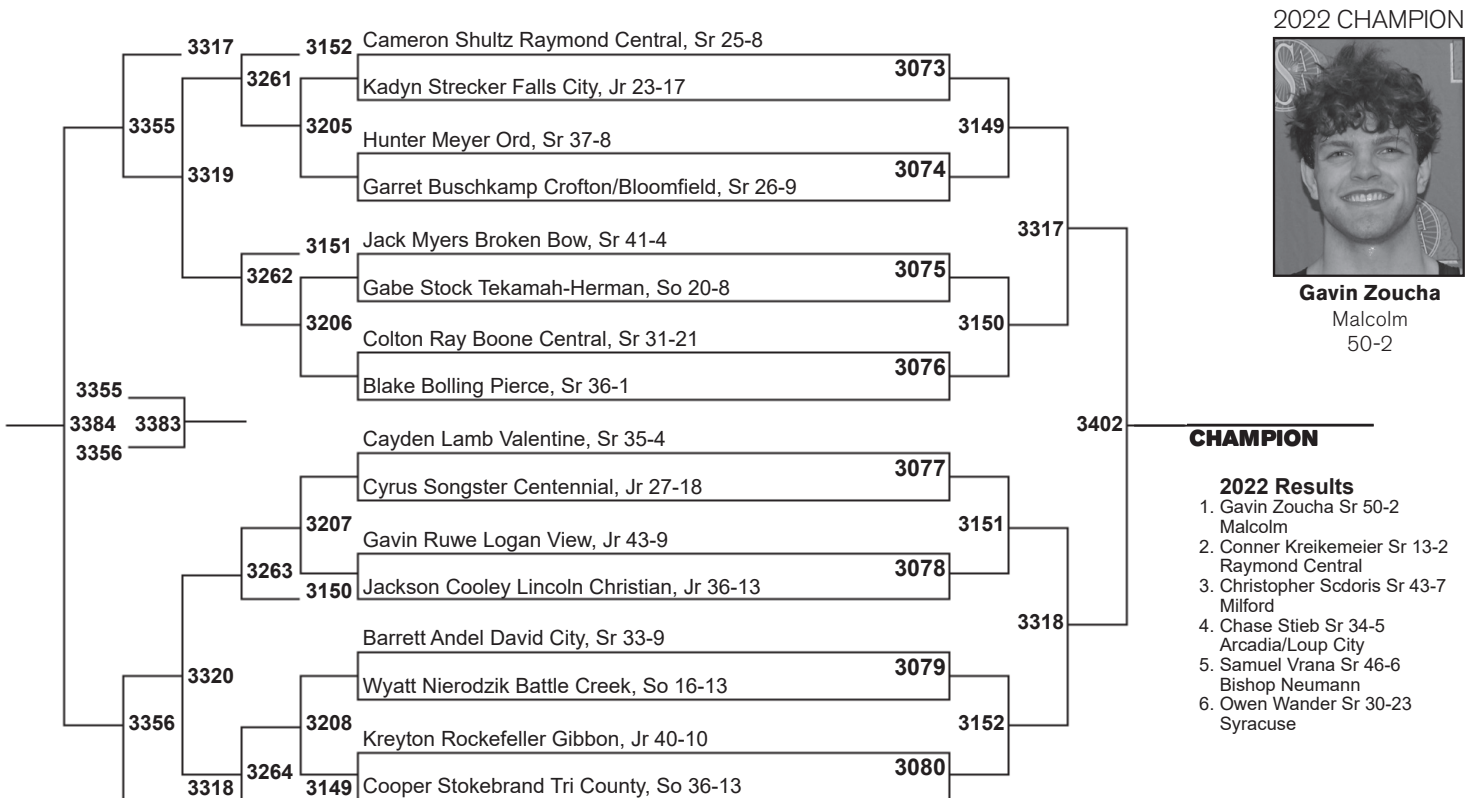 2022 CHAMPION
Gavin Zoucha
Malcolm
50-2
3317
3152
Cameron Shultz Raymond Central, Sr 25-8
3073
3261
Kadyn Strecker Falls City, Jr 23-17
3355
3205
3149
Hunter Meyer Ord, Sr 37-8
3074
3319
Garret Buschkamp Crofton/Bloomfield, Sr 26-9
3317
3151
Jack Myers Broken Bow, Sr 41-4
3075
3262
Gabe Stock Tekamah-Herman, So 20-8
3206
3150
Colton Ray Boone Central, Sr 31-21
3076
Blake Bolling Pierce, Sr 36-1
3355
3384
3383
3356
3402
CHAMPION
Cayden Lamb Valentine, Sr 35-4
3077
Cyrus Songster Centennial, Jr 27-18
3207
3151
Gavin Ruwe Logan View, Jr 43-9
3078
3263
3150
Jackson Cooley Lincoln Christian, Jr 36-13
3318
Barrett Andel David City, Sr 33-9
3079
3320
Wyatt Nierodzik Battle Creek, So 16-13
3356
3208
3152
Kreyton Rockefeller Gibbon, Jr 40-10
3080
3264
3318
3149
Cooper Stokebrand Tri County, So 36-13
2022 Results
1. Gavin Zoucha Sr 50-2
Malcolm
2. Conner Kreikemeier Sr 13-2
Raymond Central
3. Christopher Scdoris Sr 43-7
Milford
4. Chase Stieb Sr 34-5
Arcadia/Loup City
5. Samuel Vrana Sr 46-6
Bishop Neumann
6. Owen Wander Sr 30-23
Syracuse